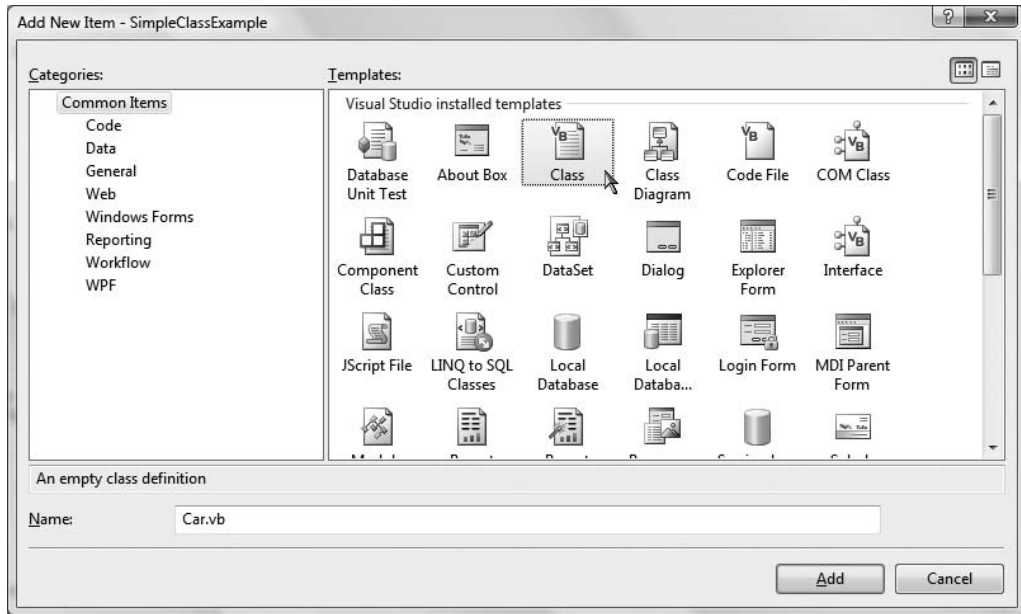 Add New Item - SimpleClassExample
Categories:
Templates:
Common Items
Code
Data
General
Web
Windows Forms
Reporting
Workflow
WPF
Visual Studio installed templates
Database Unit Test
About Box
Class
Class Diagram
Code File
COM Class
Component Class
Custom Control
DataSet
Dialog
Explorer Form
Interface
JScript File
LINQ to SQL Classes
Local Database
Local Databa...
Login Form
MDI Parent Form
An empty class definition
Name:
Car.vb
Add
Cancel